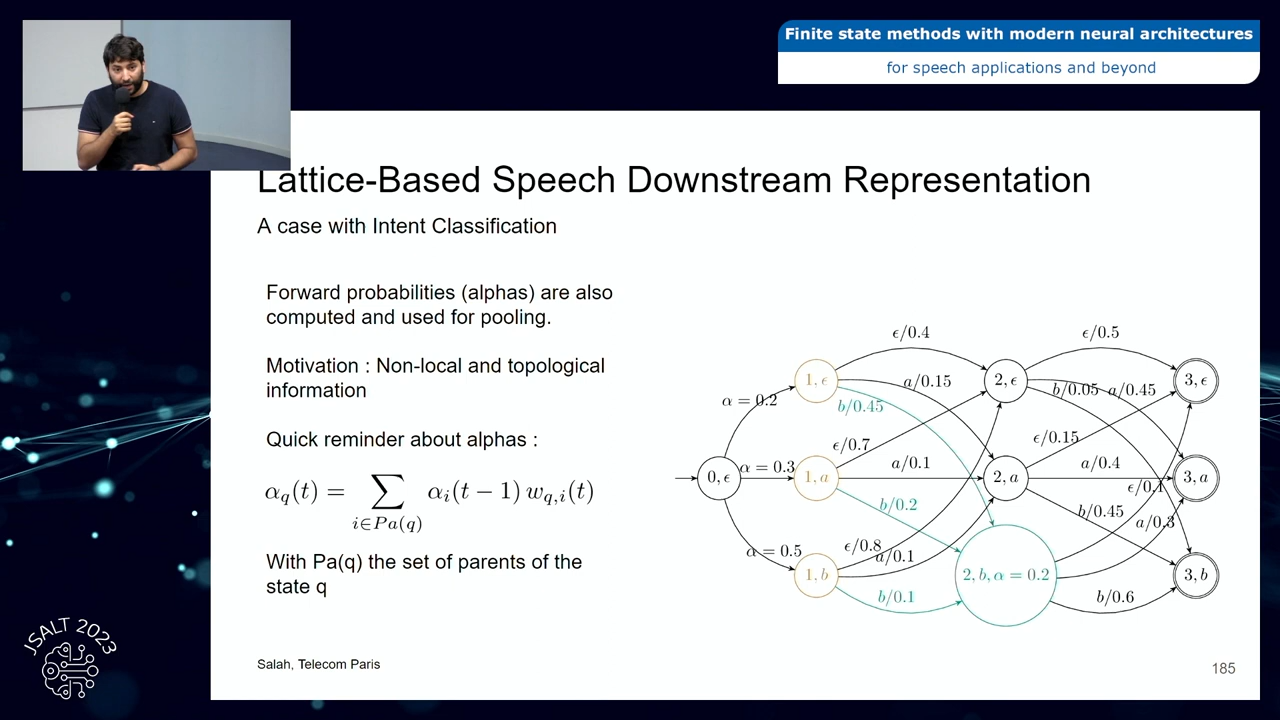 Finite state methods with modern neural architectures
for speech applications and beyond
Lattice-Based Speech Downstream Representation
A case with Intent Classification
Forward probabilities (alphas) are also
computed and used for pooling.
Motivation : Non-local and topological
information
Quick reminder about alphas :
α_q(t) = ∑_{i∈Pa(q)} α_i(t − 1) w_{q,i}(t)
With Pa(q) the set of parents of the
state q
ϵ/0.4
ϵ/0.5
1, ϵ
2, ϵ
3, ϵ
a/0.15
b/0.05
a/0.45
α = 0.2
b/0.45
ϵ/0.7
ϵ/0.15
0, ϵ
α = 0.3
1, a
a/0.1
2, a
a/0.4
3, a
ϵ/0.1
b/0.2
b/0.45
a/0.3
α = 0.5
ϵ/0.8
a/0.1
1, b
2, b, α = 0.2
3, b
b/0.1
b/0.6
JSALT 2023
Salah, Telecom Paris
185